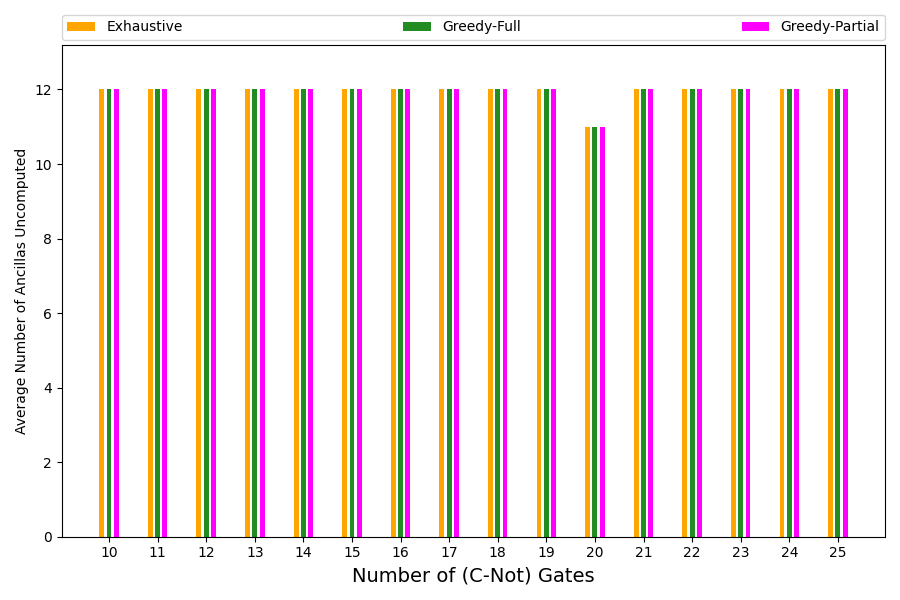 Exhaustive Greedy-Full Greedy-Partial
Average Number of Ancillas Uncomputed
12
10
8
6
4
2
0
10 11 12 13 14 15 16 17 18 19 20 21 22 23 24 25
Number of (C-Not) Gates